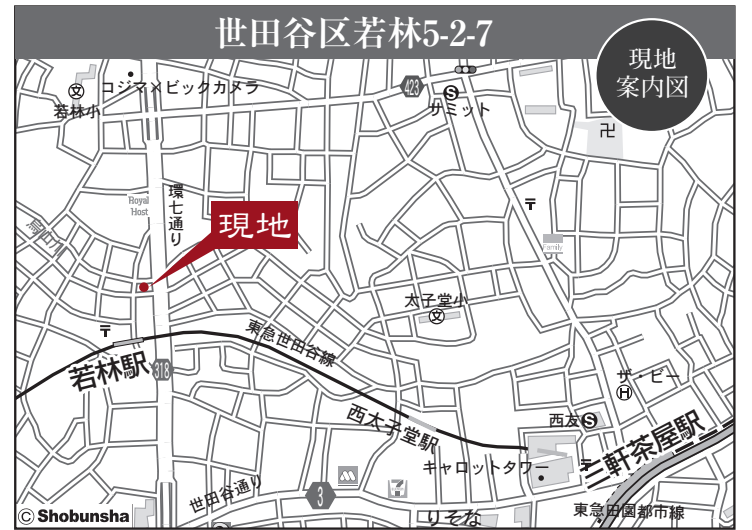 世田谷区若林5-2-7
現地
案内図
コジマ×ビックカメラ
若林小
423
サミット
Royal
Host
環七通り
烏山川
現地
Family
太子堂小
東急世田谷線
若林駅
318
西太子堂駅
ザ・ビー
西友
三軒茶屋駅
キャロットタワー
世田谷通り
3
りそな
東急田園都市線
© Shobunsha